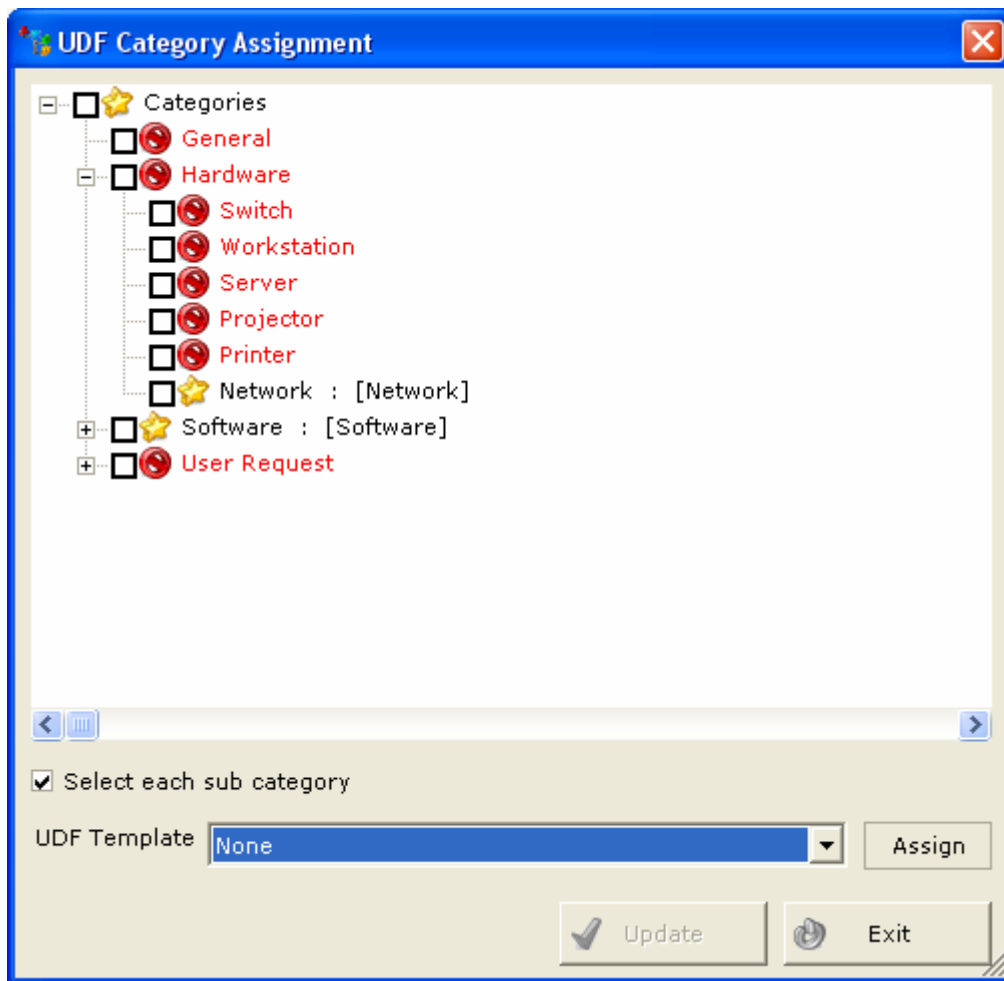 UDF Category Assignment
Categories
General
Hardware
Switch
Workstation
Server
Projector
Printer
Network : [Network]
Software : [Software]
User Request
Select each sub category
UDF Template None Assign
Update Exit